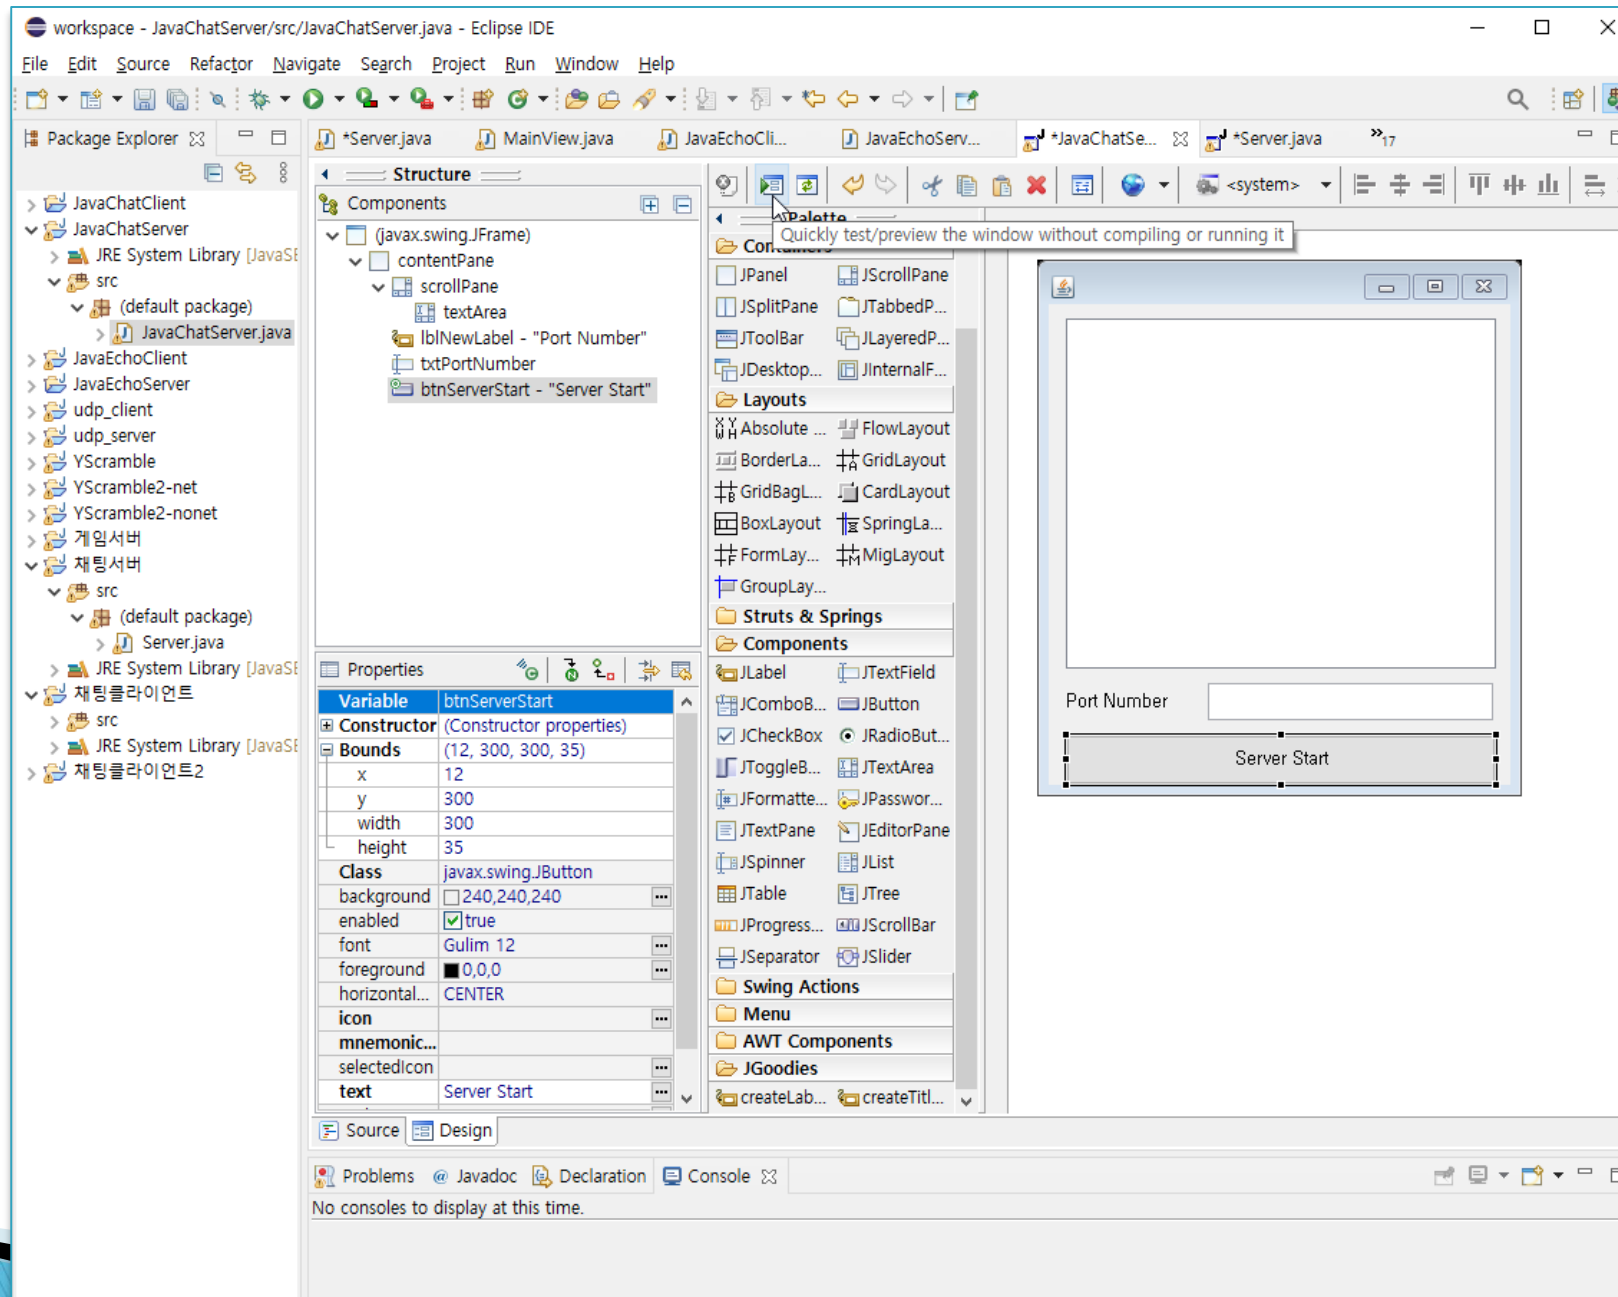 workspace - JavaChatServer/src/JavaChatServer.java - Eclipse IDE
File Edit Source Refactor Navigate Search Project Run Window Help
Package Explorer
*Server.java MainView.java JavaEchoCli... JavaEchoServ... *JavaChatSe... *Server.java »17
JavaChatClient
JavaChatServer
JRE System Library [JavaSE
src
(default package)
JavaChatServer.java
JavaEchoClient
JavaEchoServer
udp_client
udp_server
YScramble
YScramble2-net
YScramble2-nonet
게임서버
채팅서버
src
(default package)
Server.java
JRE System Library [JavaSE
채팅클라이언트
src
JRE System Library [JavaSE
채팅클라이언트2
Structure
Components
(javax.swing.JFrame)
contentPane
scrollPane
textArea
lblNewLabel - "Port Number"
txtPortNumber
btnServerStart - "Server Start"
Properties
Variable btnServerStart
Constructor (Constructor properties)
Bounds (12, 300, 300, 35)
x 12
y 300
width 300
height 35
Class javax.swing.JButton
background 240,240,240
enabled true
font Gulim 12
foreground 0,0,0
horizontal... CENTER
icon
mnemonic...
selectedIcon
text Server Start
<system>
Palette
Quickly test/preview the window without compiling or running it
JPanel JScrollPane
JSplitPane JTabbedP...
JToolBar JLayeredP...
JDesktop... JInternalF...
Layouts
Absolute ... FlowLayout
BorderLa... GridLayout
GridBagL... CardLayout
BoxLayout SpringLa...
FormLay... MigLayout
GroupLay...
Struts & Springs
Components
JLabel JTextField
JComboB... JButton
JCheckBox JRadioBut...
JToggleB... JTextArea
JFormatte... JPasswor...
JTextPane JEditorPane
JSpinner JList
JTable JTree
JProgress... JScrollBar
JSeparator JSlider
Swing Actions
Menu
AWT Components
JGoodies
createLab... createTitl...
Port Number
Server Start
Source Design
Problems Javadoc Declaration Console
No consoles to display at this time.